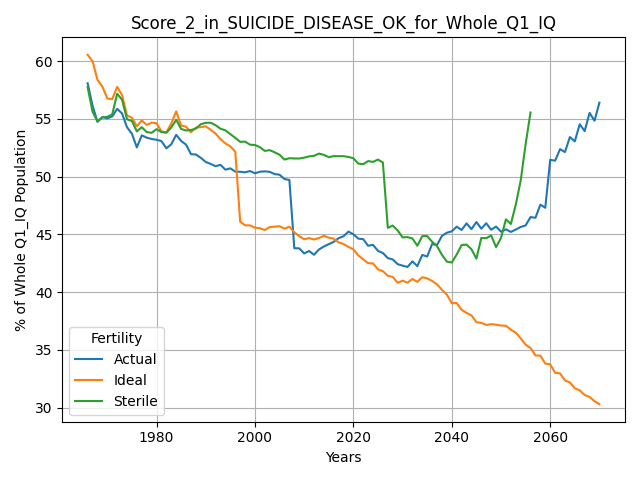 Score_2_in_SUICIDE_DISEASE_OK_for_Whole_Q1_IQ
% of Whole Q1_IQ Population
60
55
50
45
40
35
30
Fertility
Actual
Ideal
Sterile
1980
2000
2020
2040
2060
Years